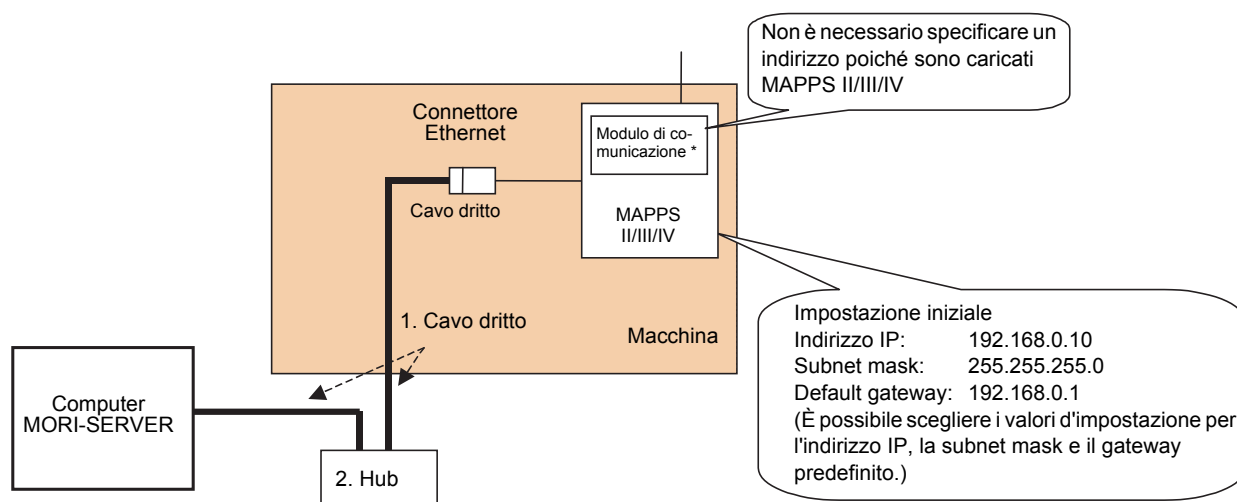 Non è necessario specificare un
indirizzo poiché sono caricati
MAPPS II/III/IV
Connettore
Ethernet
Modulo di co-
municazione *
Cavo dritto
MAPPS
II/III/IV
1. Cavo dritto
Macchina
Impostazione iniziale
Indirizzo IP: 192.168.0.10
Subnet mask: 255.255.255.0
Default gateway: 192.168.0.1
(È possibile scegliere i valori d'impostazione per
l'indirizzo IP, la subnet mask e il gateway
predefinito.)
Computer
MORI-SERVER
2. Hub